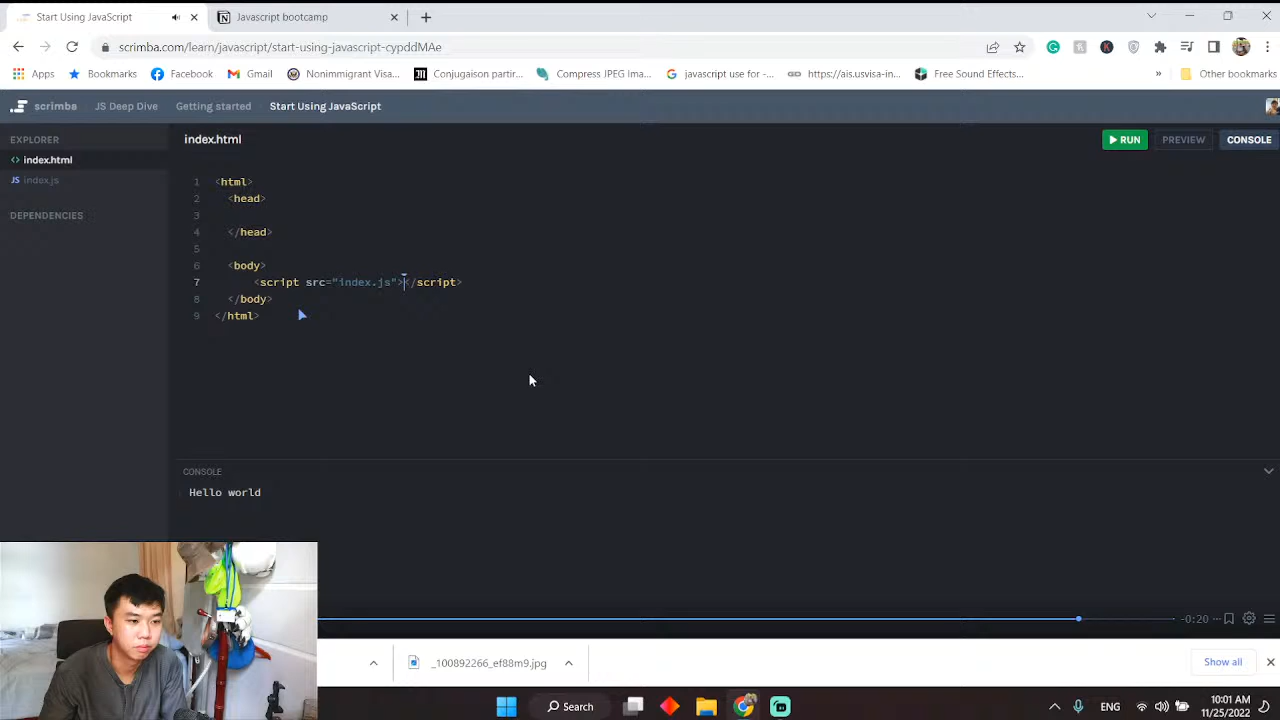 Start Using JavaScript
Javascript bootcamp
scrimba.com/learn/javascript/start-using-javascript-cypddMAe
Apps
Bookmarks
Facebook
Gmail
Nonimmigrant Visa...
Conjugaison partir...
Compress JPEG Ima...
javascript use for -...
https://ais.usvisa-in...
Free Sound Effects...
»
Other bookmarks
scrimba
JS Deep Dive
Getting started
Start Using JavaScript
EXPLORER
index.html
RUN
PREVIEW
CONSOLE
<> index.html
JS index.js
DEPENDENCIES
1 <html>
2 <head>
3
4 </head>
5
6 <body>
7 <script src="index.js"></script>
8 </body>
9 </html>
CONSOLE
Hello world
-0:20
_100892266_ef88m9.jpg
Show all
Search
ENG
10:01 AM
11/25/2022